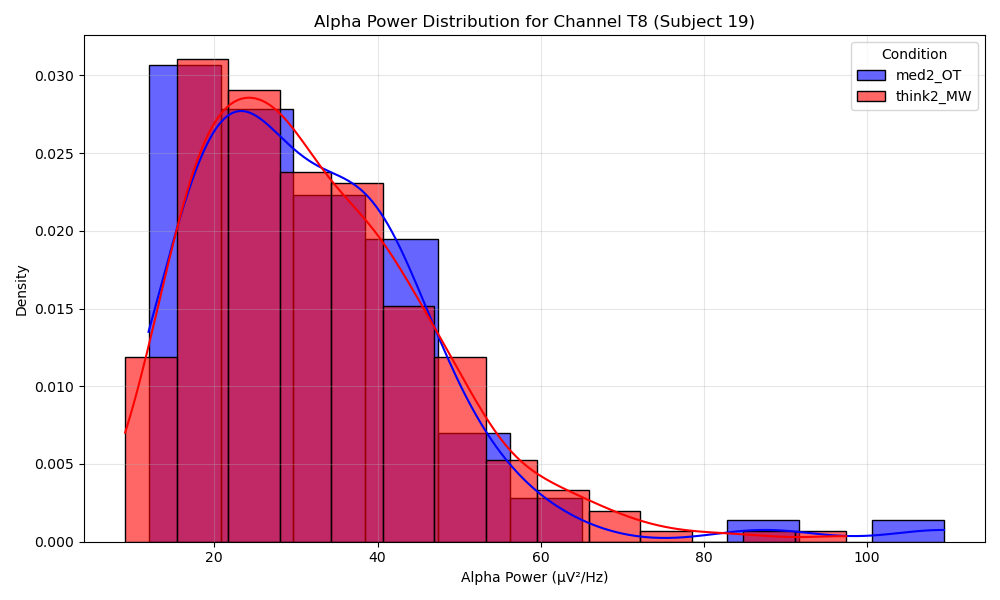 Alpha Power Distribution for Channel T8 (Subject 19)
Condition
med2_OT
think2_MW
0.030
0.025
0.020
0.015
0.010
0.005
0.000
Density
20 40 60 80 100
Alpha Power (μV²/Hz)